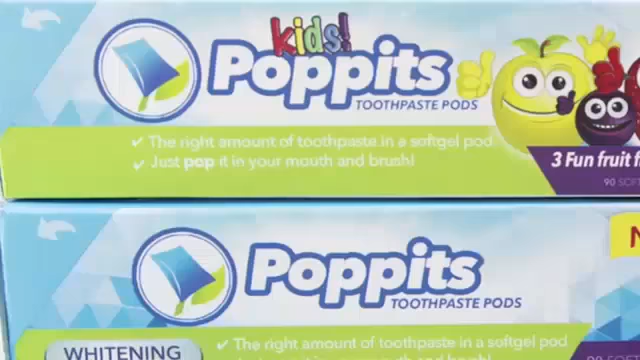 kids!
Poppits
TOOTHPASTE PODS
✓ The right amount of toothpaste in a softgel pod
✓ Just pop it in your mouth and brush!
3 Fun fruit f
90 SOFT
Poppits
TOOTHPASTE PODS
WHITENING
✓ The right amount of toothpaste in a softgel pod